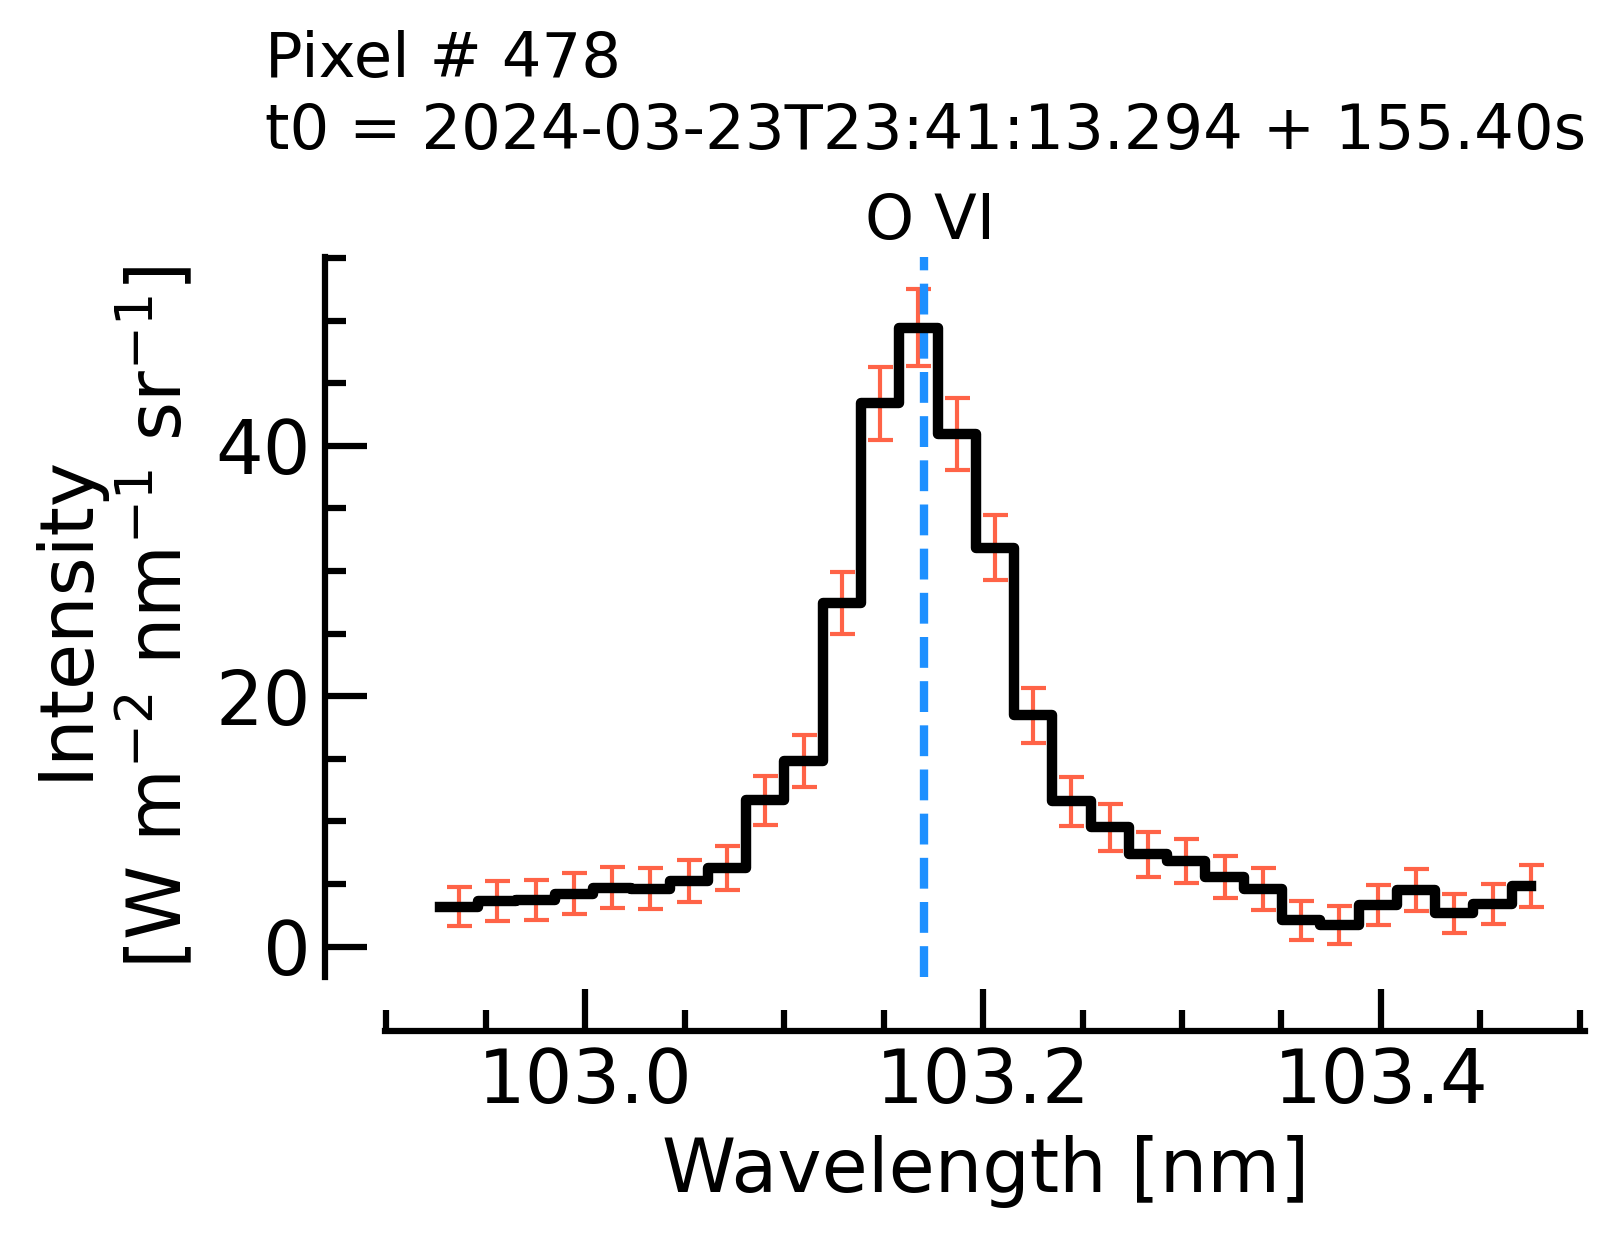 Pixel # 478
t0 = 2024-03-23T23:41:13.294 + 155.40s
O VI
Intensity
[W m⁻² nm⁻¹ sr⁻¹]
40
20
0
103.0 103.2 103.4
Wavelength [nm]